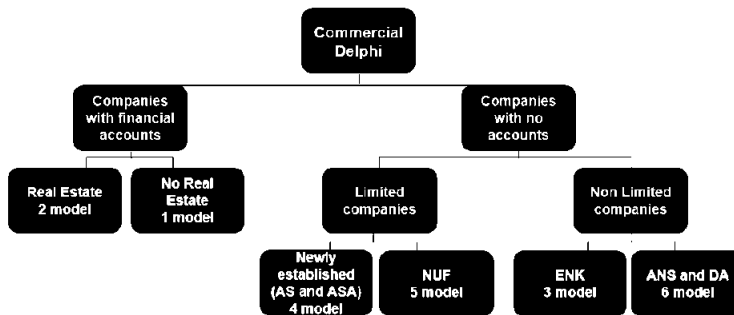 Commercial
Delphi
Companies
with financial
accounts
Companies
with no
accounts
Real Estate
2 model
No Real
Estate
1 model
Limited
companies
Non Limited
companies
Newly
established
(AS and ASA)
4 model
NUF
5 model
ENK
3 model
ANS and DA
6 model